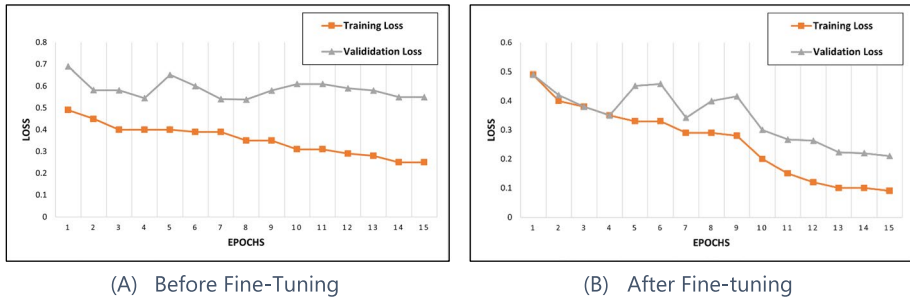 Training Loss
Valididation Loss
0.8
0.7
0.6
0.5
0.4
0.3
0.2
0.1
0
LOSS
1 2 3 4 5 6 7 8 9 10 11 12 13 14 15
EPOCHS
(A) Before Fine-Tuning
Training Loss
Validation Loss
0.6
0.5
0.4
0.3
0.2
0.1
0
LOSS
1 2 3 4 5 6 7 8 9 10 11 12 13 14 15
EPOCHS
(B) After Fine-tuning